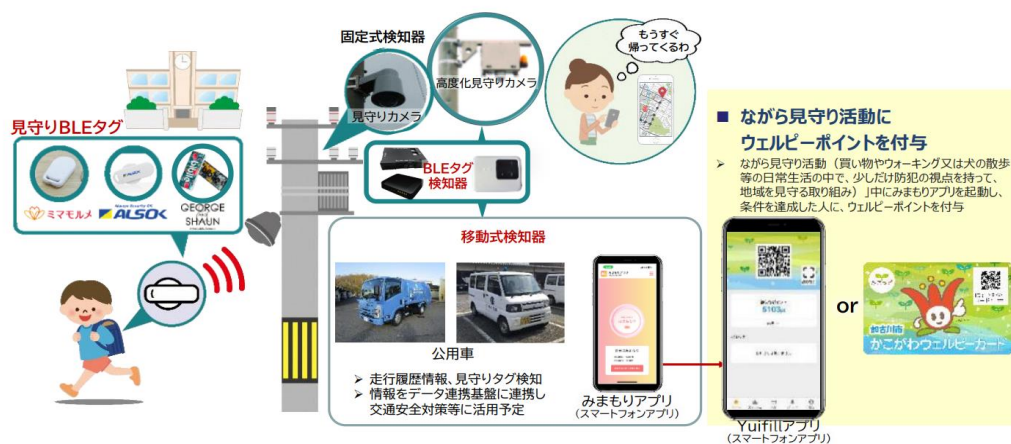 固定式検知器
見守りカメラ
高度化見守りカメラ
もうすぐ
帰ってくるわ
見守りBLEタグ
ミマモルメ
ALSOK
GEORGE
SHAUN
BLEタグ
検知器
移動式検知器
公用車
➢ 走行履歴情報、見守りタグ検知
➢ 情報をデータ連携基盤に連携し
交通安全対策等に活用予定
みまもりアプリ
（スマートフォンアプリ）
■ ながら見守り活動に
ウェルピーポイントを付与
➢ ながら見守り活動（買い物やウォーキング又は犬の散歩
等の日常生活の中で、少しだけ防犯の視点を持って、
地域を見守る取り組み）」中にみまもりアプリを起動し、
条件を達成した人に、ウェルピーポイントを付与
5103
or
加古川市
かこがわウェルピーカード
Yuifillアプリ
（スマートフォンアプリ）